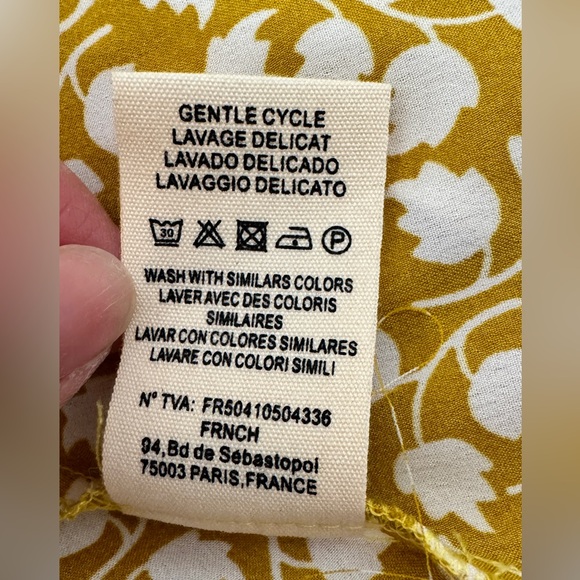 GENTLE CYCLE
LAVAGE DELICAT
LAVADO DELICADO
LAVAGGIO DELICATO
30 P
WASH WITH SIMILARS COLORS
LAVER AVEC DES COLORIS
SIMILAIRES
LAVAR CON COLORES SIMILARES
LAVARE CON COLORI SIMILI
N° TVA: FR50410504336
FRNCH
94,Bd de Sébastopol
75003 PARIS,FRANCE